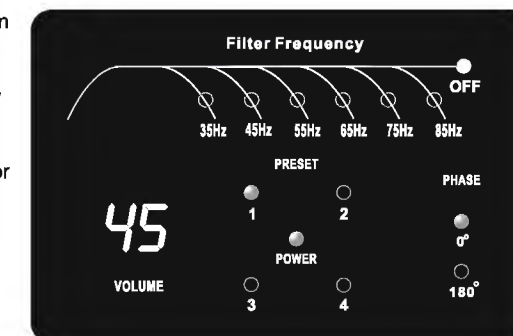 n
or
Filter Frequency
OFF
35Hz 45Hz 55Hz 65Hz 75Hz 85Hz
PRESET
PHASE
1 2
45
0°
POWER
VOLUME
180°
3 4